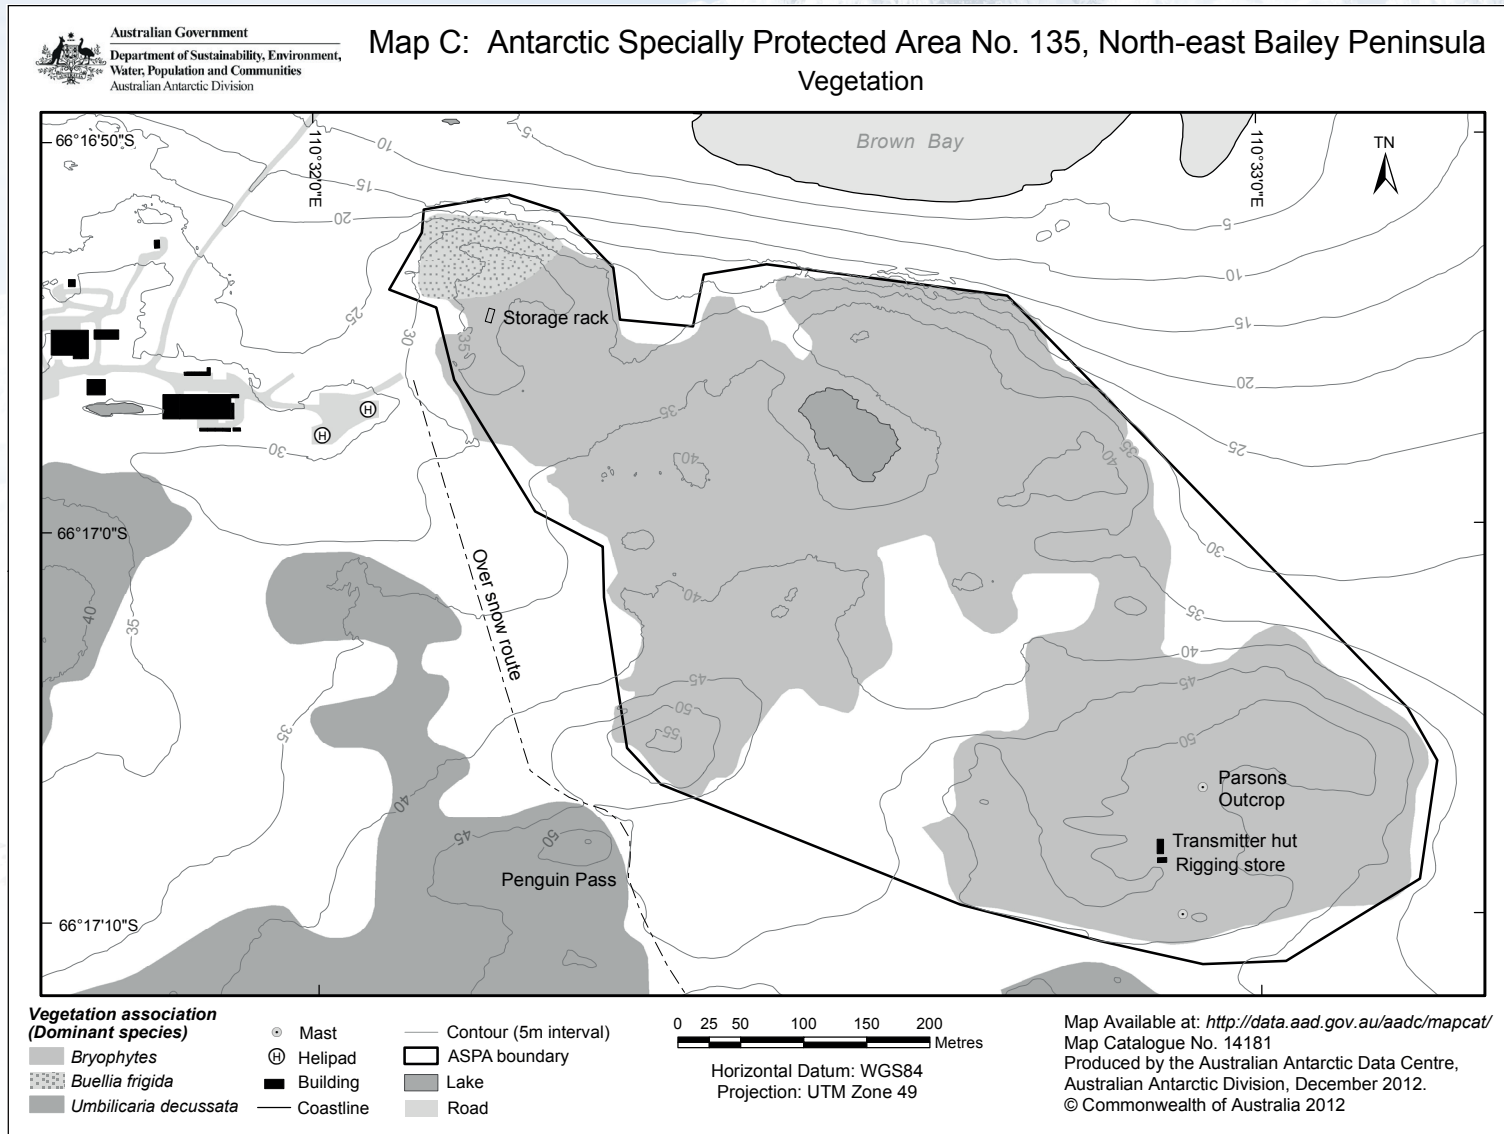 Australian Government
Department of Sustainability, Environment,
Water, Population and Communities
Australian Antarctic Division
Map C: Antarctic Specially Protected Area No. 135, North-east Bailey Peninsula
Vegetation
66°16'50"S
110°32'0"E
10
5
Brown Bay
110°33'0"E
TN
15
20
5
10
25
30
Storage rack
35
15
20
35
H
H
30
40
40
35
25
66°17'0"S
Over snow route
30
40
35
40
35
40
45
45
50
55
35
50
Parsons
Outcrop
40
45
50
Transmitter hut
Rigging store
Penguin Pass
66°17'10"S
Vegetation association
(Dominant species)
Bryophytes
Buellia frigida
Umbilicaria decussata
Mast
H Helipad
Building
Coastline
Contour (5m interval)
ASPA boundary
Lake
Road
0 25 50 100 150 200
Metres
Horizontal Datum: WGS84
Projection: UTM Zone 49
Map Available at: http://data.aad.gov.au/aadc/mapcat/
Map Catalogue No. 14181
Produced by the Australian Antarctic Data Centre,
Australian Antarctic Division, December 2012.
© Commonwealth of Australia 2012